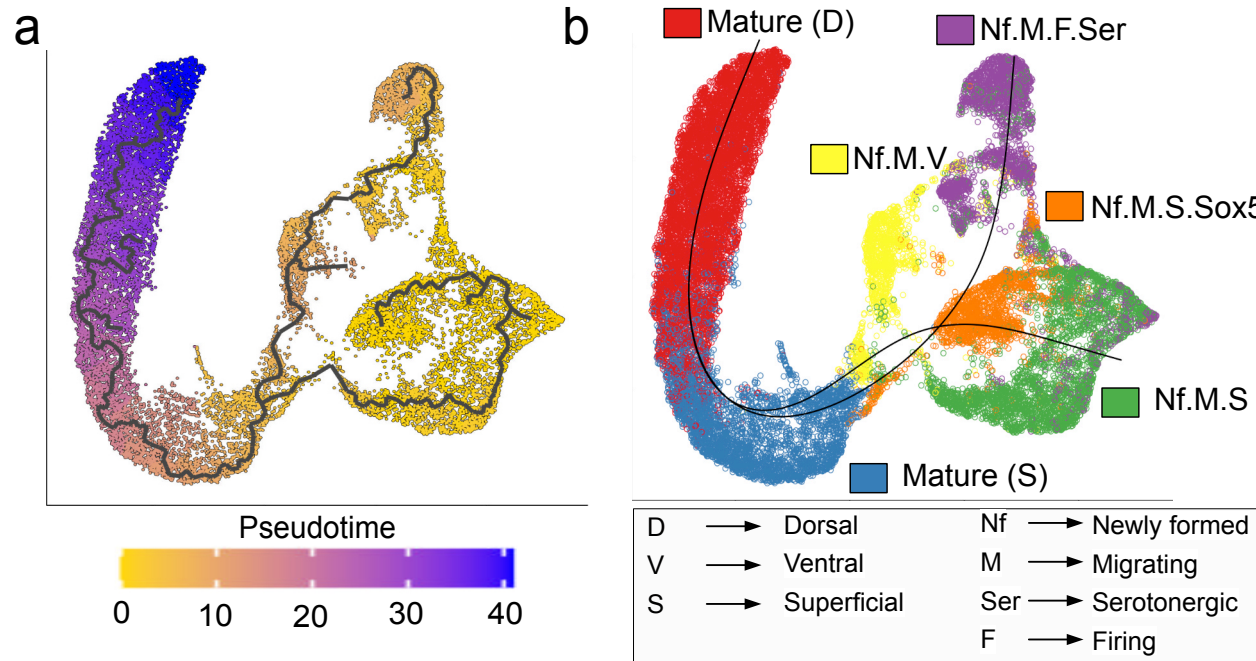 a
b
Mature (D)
Nf.M.F.Ser
Nf.M.V
Nf.M.S.Sox5
Nf.M.S
Mature (S)
Pseudotime
0 10 20 30 40
D Dorsal Nf Newly formed
V Ventral M Migrating
S Superficial Ser Serotonergic
F Firing